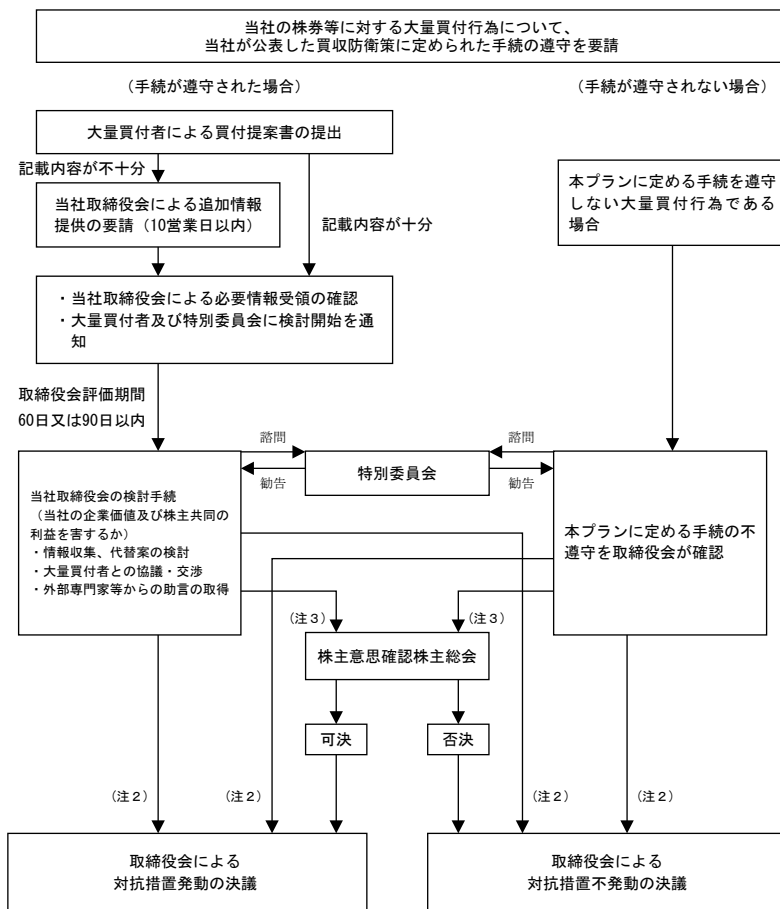 当社の株券等に対する大量買付行為について、
当社が公表した買収防衛策に定められた手続の遵守を要請
（手続が遵守された場合）
（手続が遵守されない場合）
大量買付者による買付提案書の提出
記載内容が不十分
当社取締役会による追加情報
提供の要請（10営業日以内）
記載内容が十分
本プランに定める手続を遵守
しない大量買付行為である
場合
・当社取締役会による必要情報受領の確認
・大量買付者及び特別委員会に検討開始を通
知
取締役会評価期間
60日又は90日以内
諮問
諮問
特別委員会
勧告
勧告
当社取締役会の検討手続
（当社の企業価値及び株主共同の
利益を害するか）
・情報収集、代替案の検討
・大量買付者との協議・交渉
・外部専門家等からの助言の取得
本プランに定める手続の不
遵守を取締役会が確認
（注３）
（注３）
株主意思確認株主総会
可決
否決
（注２）
（注２）
（注２）
（注２）
取締役会による
対抗措置発動の決議
取締役会による
対抗措置不発動の決議